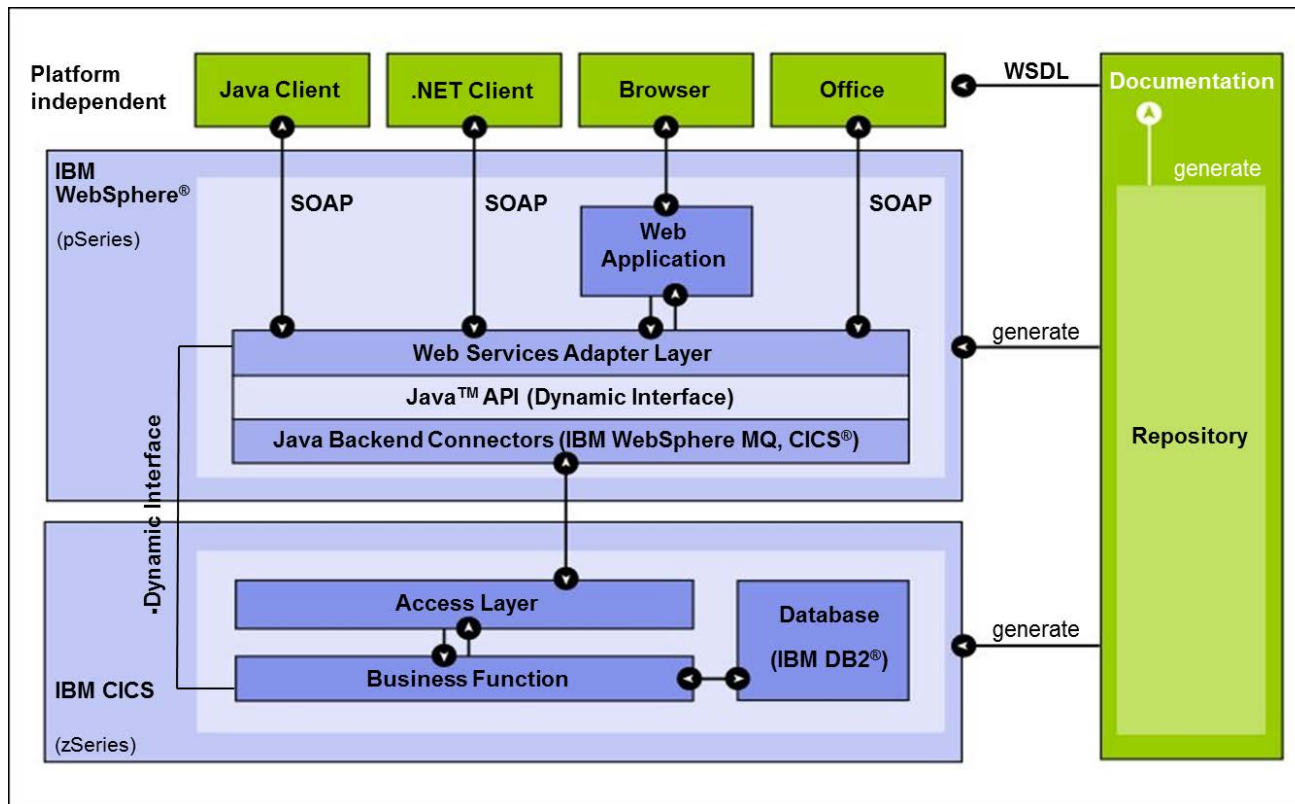 Platform
independent
Java Client
.NET Client
Browser
Office
WSDL
Documentation
generate
IBM
WebSphere®
(pSeries)
SOAP
SOAP
SOAP
Web
Application
Web Services Adapter Layer
Java™ API (Dynamic Interface)
Java Backend Connectors (IBM WebSphere MQ, CICS®)
generate
Repository
▪Dynamic Interface
Access Layer
Business Function
Database
(IBM DB2®)
generate
IBM CICS
(zSeries)